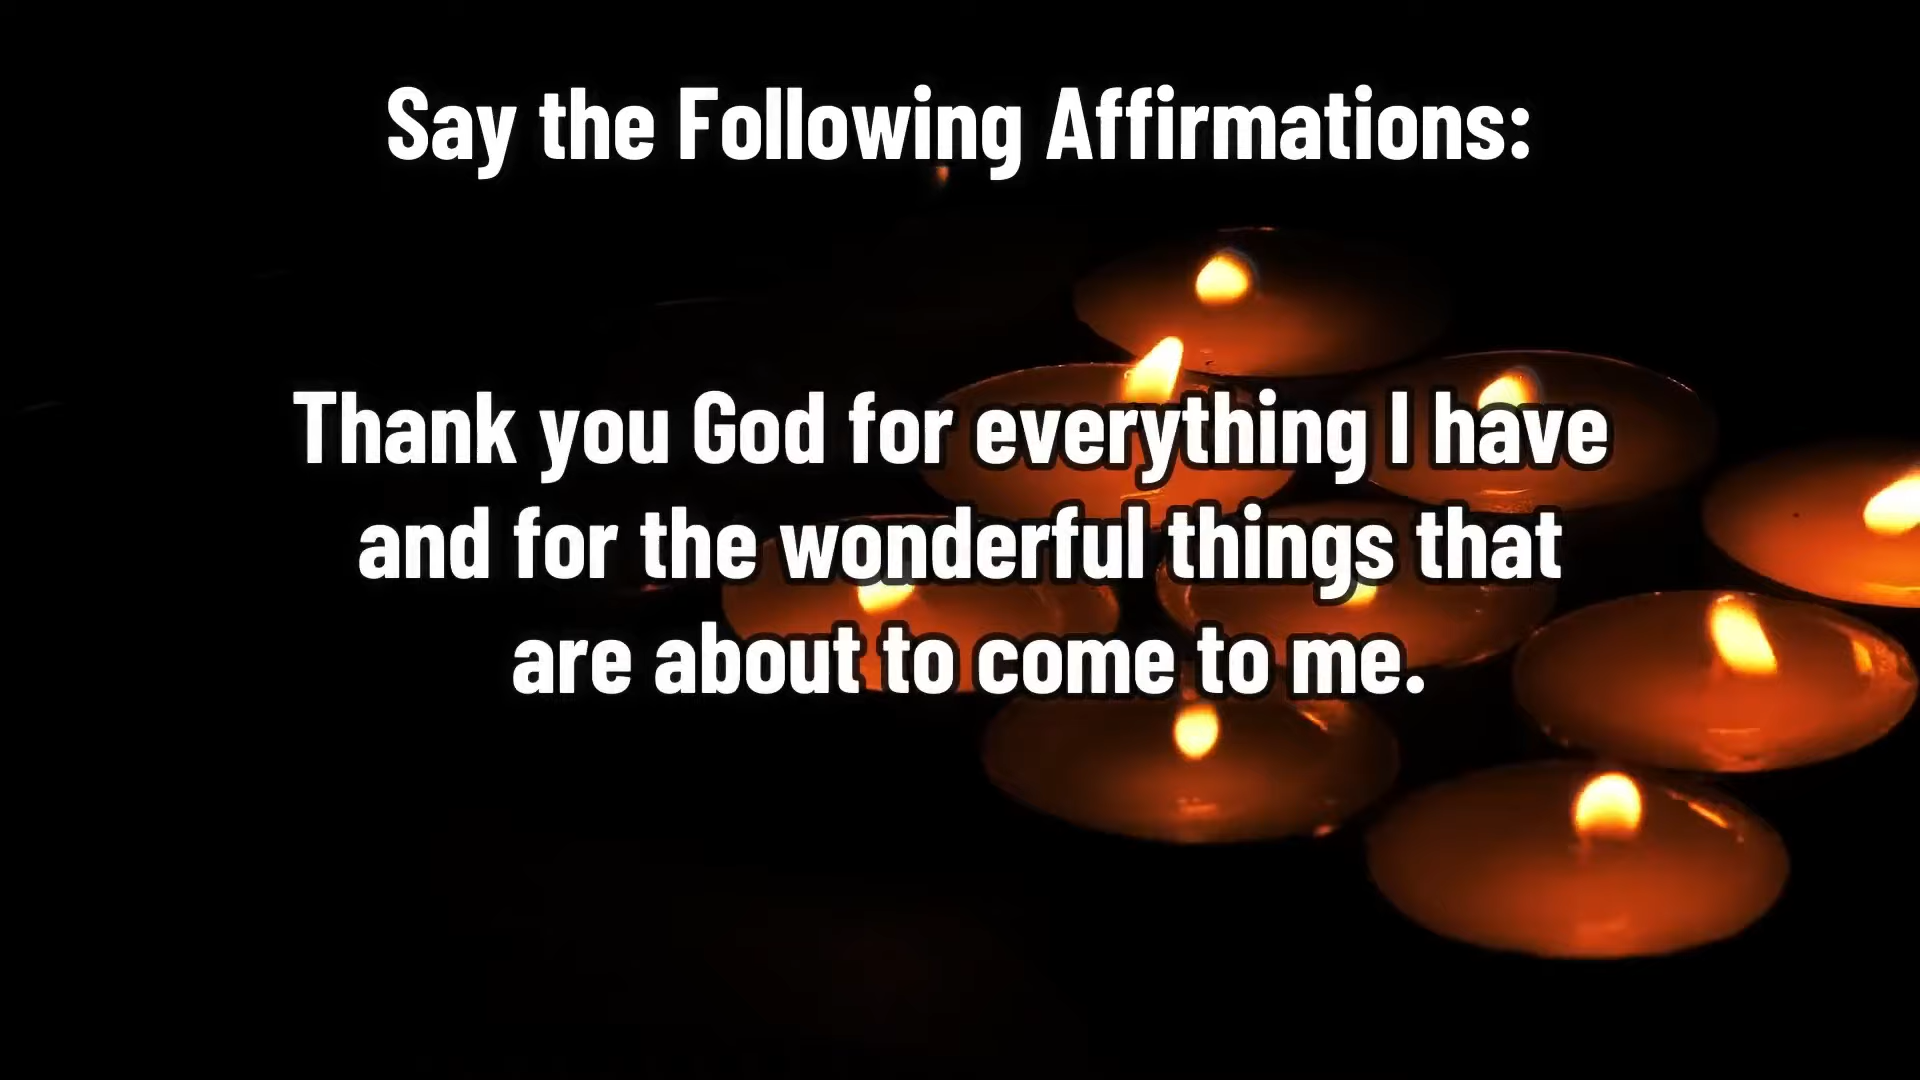 Say the Following Affirmations:
Thank you God for everything I have
and for the wonderful things that
are about to come to me.